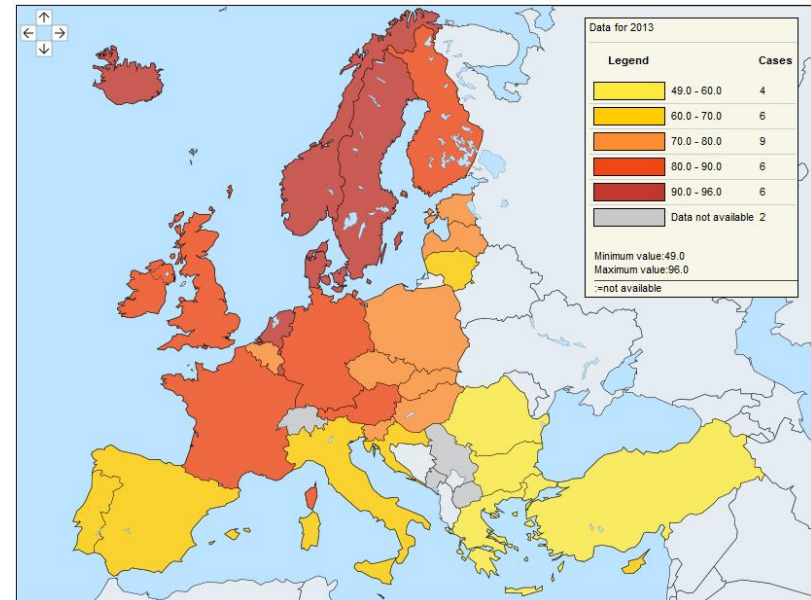 Data for 2013
Legend Cases
49.0 - 60.0 4
60.0 - 70.0 6
70.0 - 80.0 9
80.0 - 90.0 6
90.0 - 96.0 6
Data not available 2
Minimum value:49.0
Maximum value:96.0
:=not available